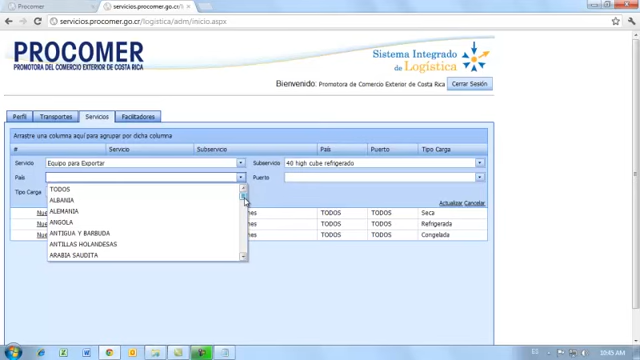 Procomer
servicios.procomer.go.cr
servicios.procomer.go.cr/logistica/adm/inicio.aspx
PROCOMER
PROMOTORA DEL COMERCIO EXTERIOR DE COSTA RICA
Sistema Integrado
de Logística
Bienvenido: Promotora de Comercio Exterior de Costa Rica
Cerrar Sesión
Perfil Transportes Servicios Facilitadores
Arrastre una columna aquí para agrupar por dicha columna
# Servicio Subservicio País Puerto Tipo Carga
Servicio Equipo para Exportar Subservicio 40 high cube refrigerado
País Puerto
Tipo Carga
TODOS
ALBANIA
ALEMANIA
ANGOLA
ANTIGUA Y BARBUDA
ANTILLAS HOLANDESAS
ARABIA SAUDITA
Actualizar Cancelar
TODOS TODOS Seca
TODOS TODOS Refrigerada
TODOS TODOS Congelada
ES
10:45 AM